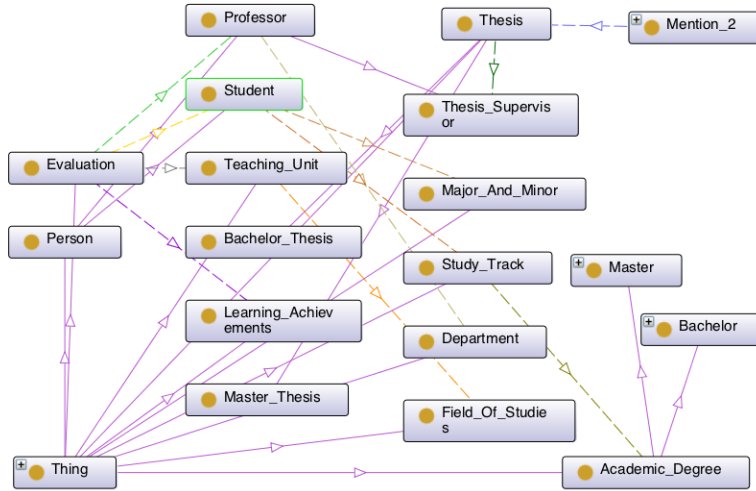 Professor
Thesis
Mention_2
Student
Thesis_Supervis
or
Evaluation
Teaching_Unit
Major_And_Minor
Person
Bachelor_Thesis
Study_Track
Master
Learning_Achiev
ements
Department
Bachelor
Master_Thesis
Field_Of_Studie
s
Thing
Academic_Degree